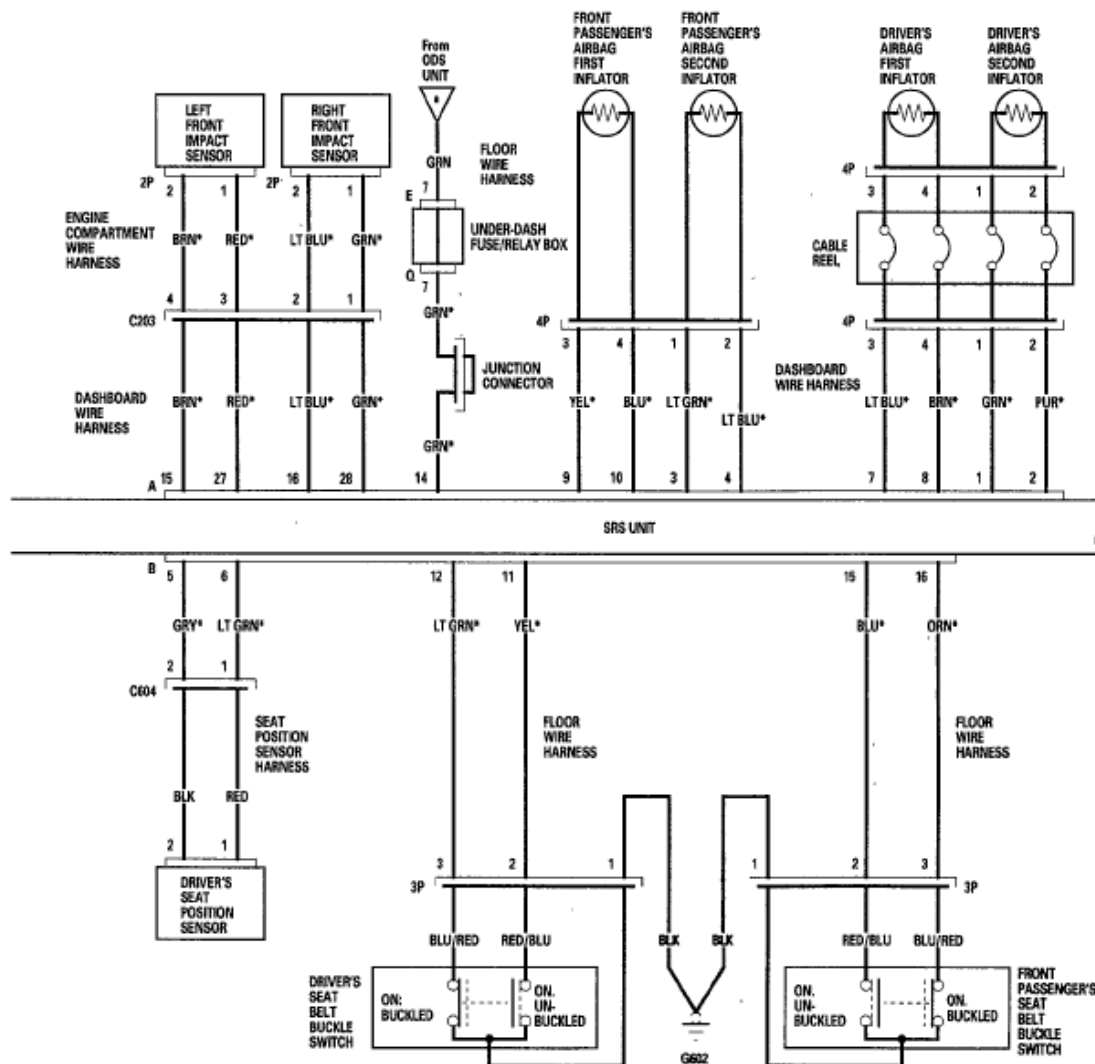 FRONT
PASSENGER'S
AIRBAG
FIRST
INFLATOR
FRONT
PASSENGER'S
AIRBAG
SECOND
INFLATOR
DRIVER'S
AIRBAG
FIRST
INFLATOR
DRIVER'S
AIRBAG
SECOND
INFLATOR
From
ODS
UNIT
LEFT
FRONT
IMPACT
SENSOR
RIGHT
FRONT
IMPACT
SENSOR
GRN
FLOOR
WIRE
HARNESS
2P 2 1 2P 2 1
E 7
4P
3 4 1 2
ENGINE
COMPARTMENT
WIRE
HARNESS
BRN* RED* LT BLU* GRN*
UNDER-DASH
FUSE/RELAY BOX
CABLE
REEL
Q 7
4 3 2 1
C203
GRN*
4P 3 4 1 2
4P 3 4 1 2
JUNCTION
CONNECTOR
DASHBOARD
WIRE
HARNESS
BRN* RED* LT BLU* GRN*
GRN*
YEL* BLU* LT GRN* LT BLU*
DASHBOARD
WIRE HARNESS
LT BLU* BRN* GRN* PUR*
A 15 27 16 28 14 9 10 3 4 7 8 1 2
SRS UNIT
B 5 6 12 11 15 16
GRY* LT GRN* LT GRN* YEL* BLU* ORN*
2 1
C604
SEAT
POSITION
SENSOR
HARNESS
FLOOR
WIRE
HARNESS
FLOOR
WIRE
HARNESS
BLK RED
2 1
3 2 1 1 2 3
3P 3P
DRIVER'S
SEAT
POSITION
SENSOR
BLU/RED RED/BLU BLK BLK RED/BLU BLU/RED
DRIVER'S
SEAT
BELT
BUCKLE
SWITCH
ON:
BUCKLED
ON.
UN-
BUCKLED
ON.
UN-
BUCKLED
ON.
BUCKLED
FRONT
PASSENGER'S
SEAT
BELT
BUCKLE
SWITCH
G602